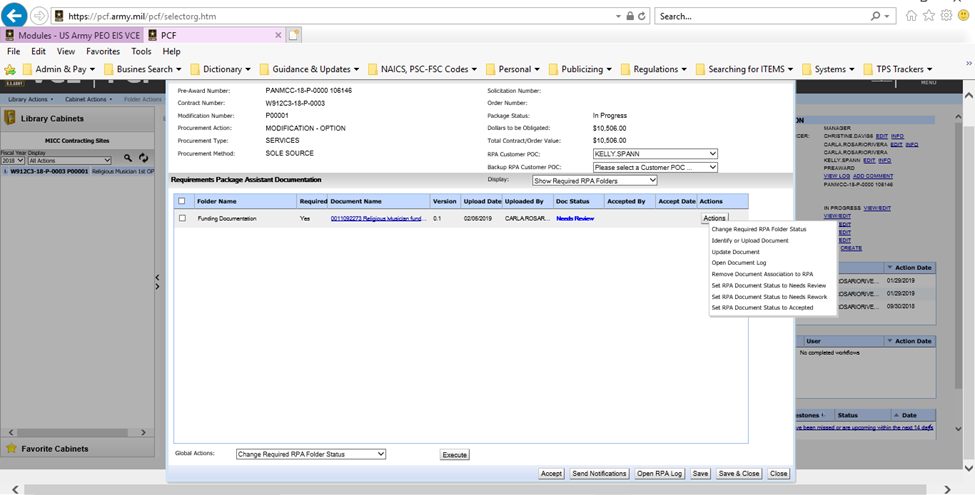 https://pcf.army.mil/pcf/selectorg.htm
Search...
Modules - US Army PEO EIS VCE
PCF
File Edit View Favorites Tools Help
Admin & Pay
Busines Search
Dictionary
Guidance & Updates
NAICS, PSC-FSC Codes
Personal
Publicizing
Regulations
Searching for ITEMS
Systems
TPS Trackers
MENU
Library Actions
Cabinet Actions
Folder Actions
Library Cabinets
MICC Contracting Sites
Fiscal Year Display
2018
All Actions
W912C3-18-P-0003 P00001 Religious Musician 1st OP
Favorite Cabinets
Pre-Award Number: PANMCC-18-P-0000 106146
Contract Number: W912C3-18-P-0003
Modification Number: P00001
Procurement Action: MODIFICATION - OPTION
Procurement Type: SERVICES
Procurement Method: SOLE SOURCE
Solicitation Number:
Order Number:
Package Status: In Progress
Dollars to be Obligated: $10,506.00
Total Contract/Order Value: $10,506.00
RPA Customer POC: KELLY.SPANN
Backup RPA Customer POC: Please select a Customer POC ...
Requirements Package Assistant Documentation
Display: Show Required RPA Folders
Folder Name Required Document Name Version Upload Date Uploaded By Doc Status Accepted By Accept Date Actions
Funding Documentation Yes 0011092273 Religious Musician fund... 0.1 02/06/2019 CARLA.ROSAR... Needs Review Actions
Change Required RPA Folder Status
Identify or Upload Document
Update Document
Open Document Log
Remove Document Association to RPA
Set RPA Document Status to Needs Review
Set RPA Document Status to Needs Rework
Set RPA Document Status to Accepted
Global Actions: Change Required RPA Folder Status Execute
Accept Send Notifications Open RPA Log Save Save & Close Close
MANAGER
CHRISTINE.DAVIS6 EDIT INFO
CARLA.ROSARIORIVERA EDIT INFO
CARLA.ROSARIORIVERA
KELLY.SPANN EDIT INFO
PREAWARD
VIEW LOG ADD COMMENT
PANMCC-18-P-0000 106146
IN PROGRESS VIEW/EDIT
VIEW/EDIT
EDIT
EDIT
EDIT
CREATE
Action Date
OSARIORIVE... 01/29/2019
OSARIORIVE... 01/29/2019
OSARIORIVE... 09/30/2018
User Action Date
No completed workflows
estones Status Date
ve been missed or are upcoming within the next 14 days